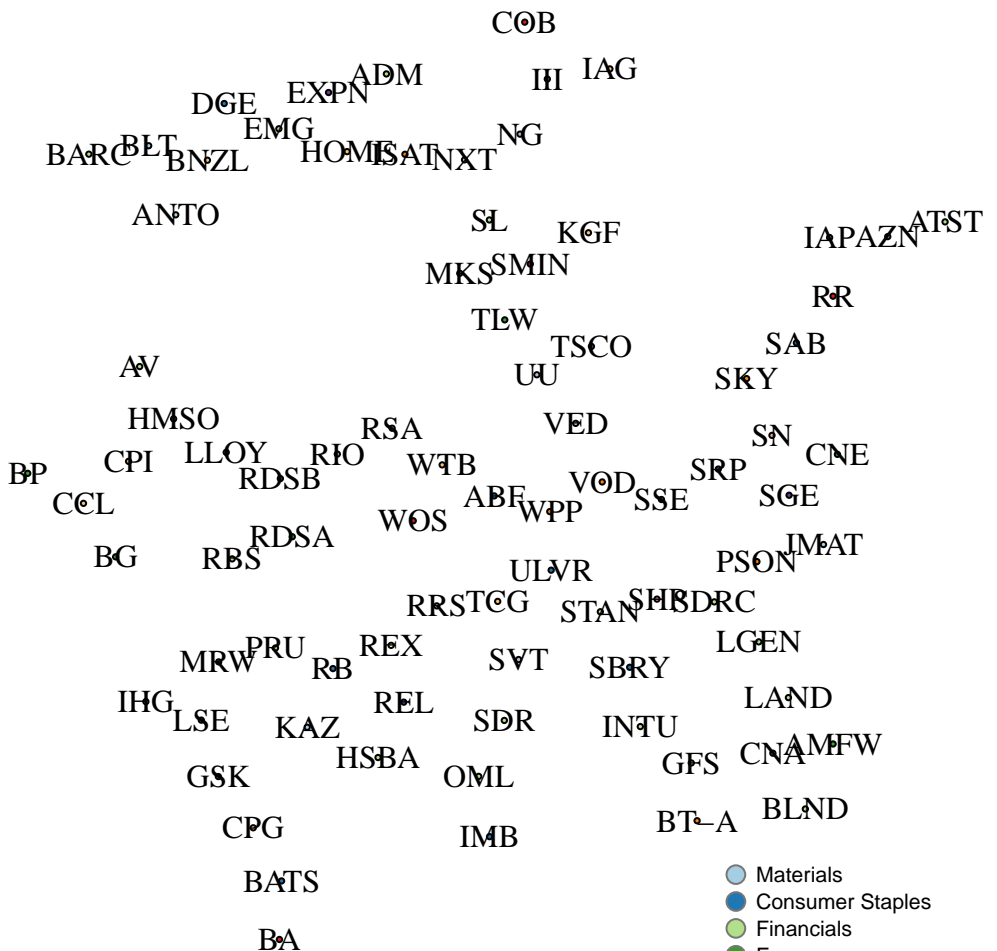 COB
ADM
III
IAG
EXPN
DGE
EMG
NG
BARC
BLT
BNZL
HOME
ISAT
NXT
ANTO
SL
KGF
IAP
AZN
ATST
MKS
SMIN
RR
TLW
TSCO
SAB
AV
UU
SKY
HMSO
RSA
VED
SN
BP
CPI
LLOY
RIO
WTB
SRP
CNE
RDSB
CCL
ABF
WPP
VOD
SSE
SGE
WOS
BG
RBS
RDSA
PSON
JMAT
ULVR
RRS
TCG
STAN
SHP
SDRC
MRW
PRU
RB
REX
SVT
SBRY
LGEN
IHG
LSE
KAZ
REL
SDR
INTU
LAND
GSK
HSBA
OML
GFS
CNA
AMFW
CPG
IMB
BT–A
BLND
BATS
BA
Materials
Consumer Staples
Financials